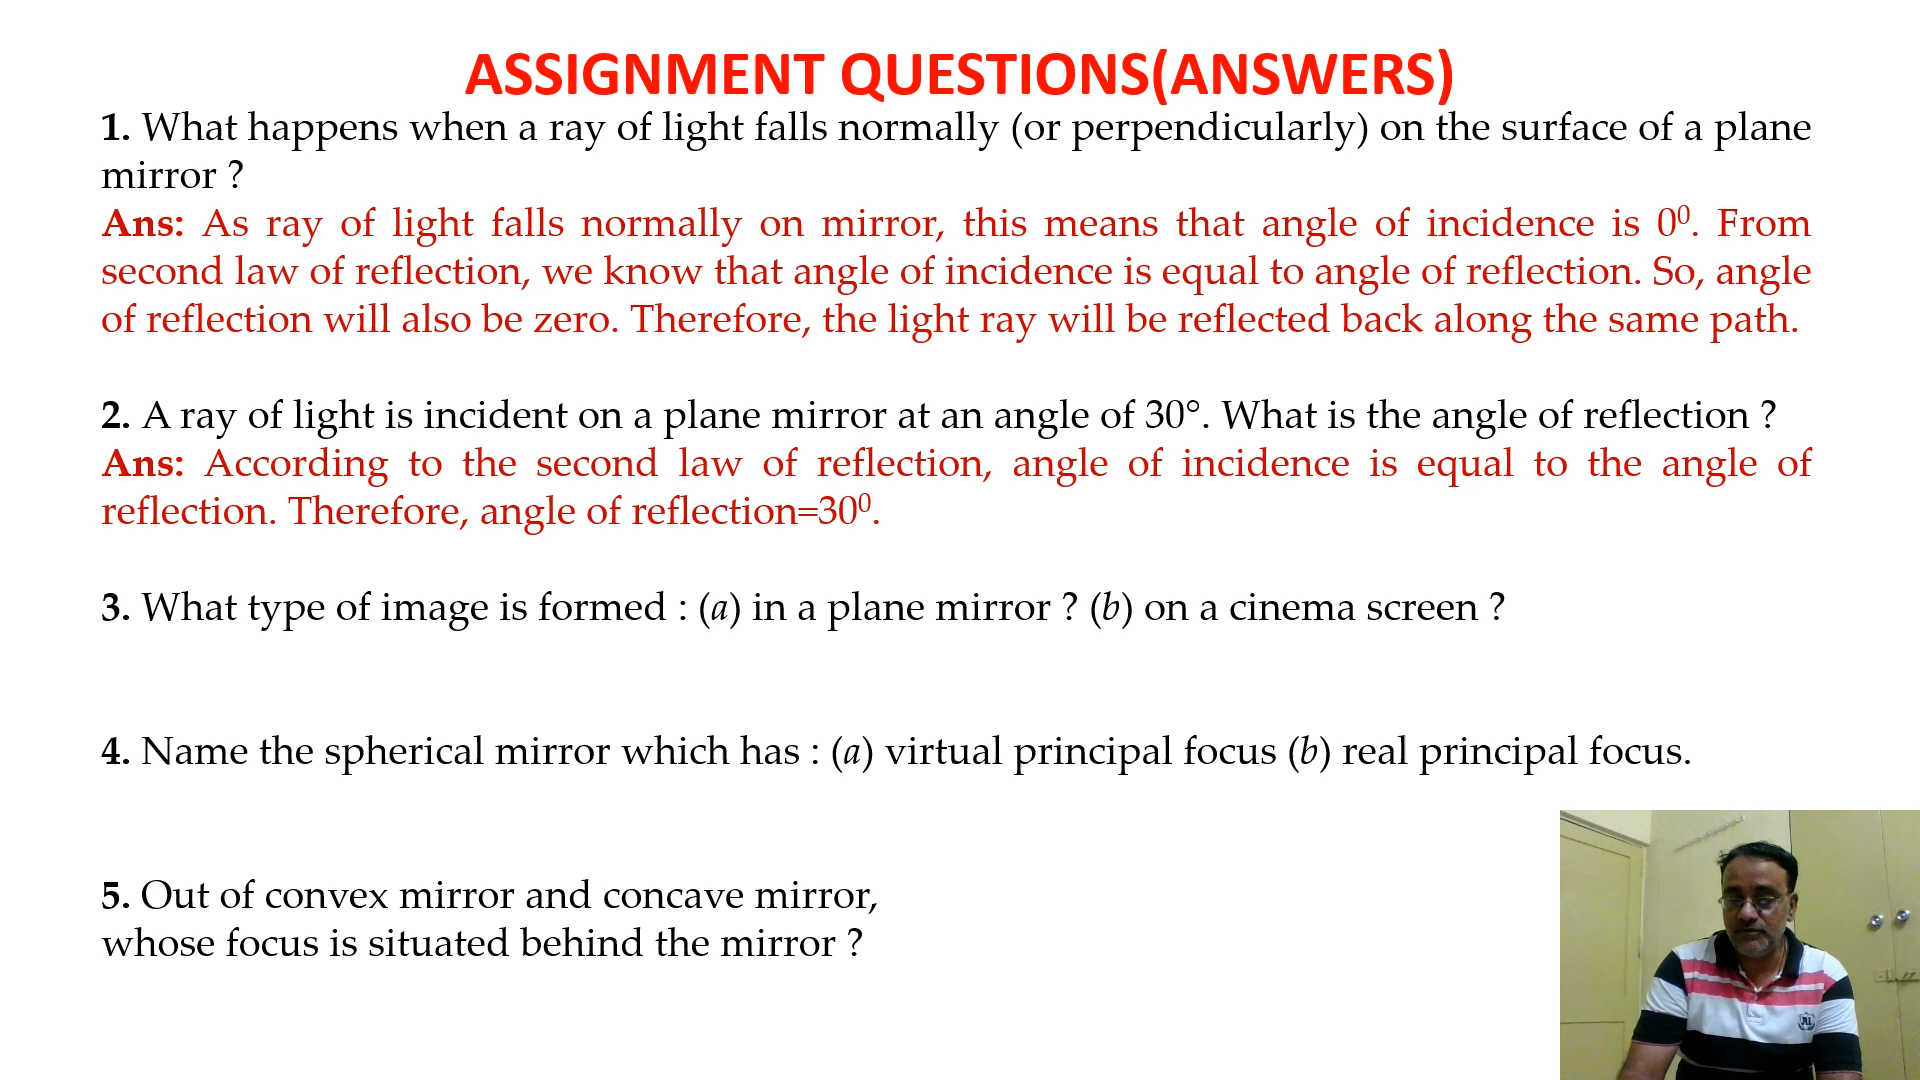 ASSIGNMENT QUESTIONS(ANSWERS)
1. What happens when a ray of light falls normally (or perpendicularly) on the surface of a plane
mirror ?
Ans: As ray of light falls normally on mirror, this means that angle of incidence is 0⁰. From
second law of reflection, we know that angle of incidence is equal to angle of reflection. So, angle
of reflection will also be zero. Therefore, the light ray will be reflected back along the same path.
2. A ray of light is incident on a plane mirror at an angle of 30°. What is the angle of reflection ?
Ans: According to the second law of reflection, angle of incidence is equal to the angle of
reflection. Therefore, angle of reflection=30⁰.
3. What type of image is formed : (a) in a plane mirror ? (b) on a cinema screen ?
4. Name the spherical mirror which has : (a) virtual principal focus (b) real principal focus.
5. Out of convex mirror and concave mirror,
whose focus is situated behind the mirror ?